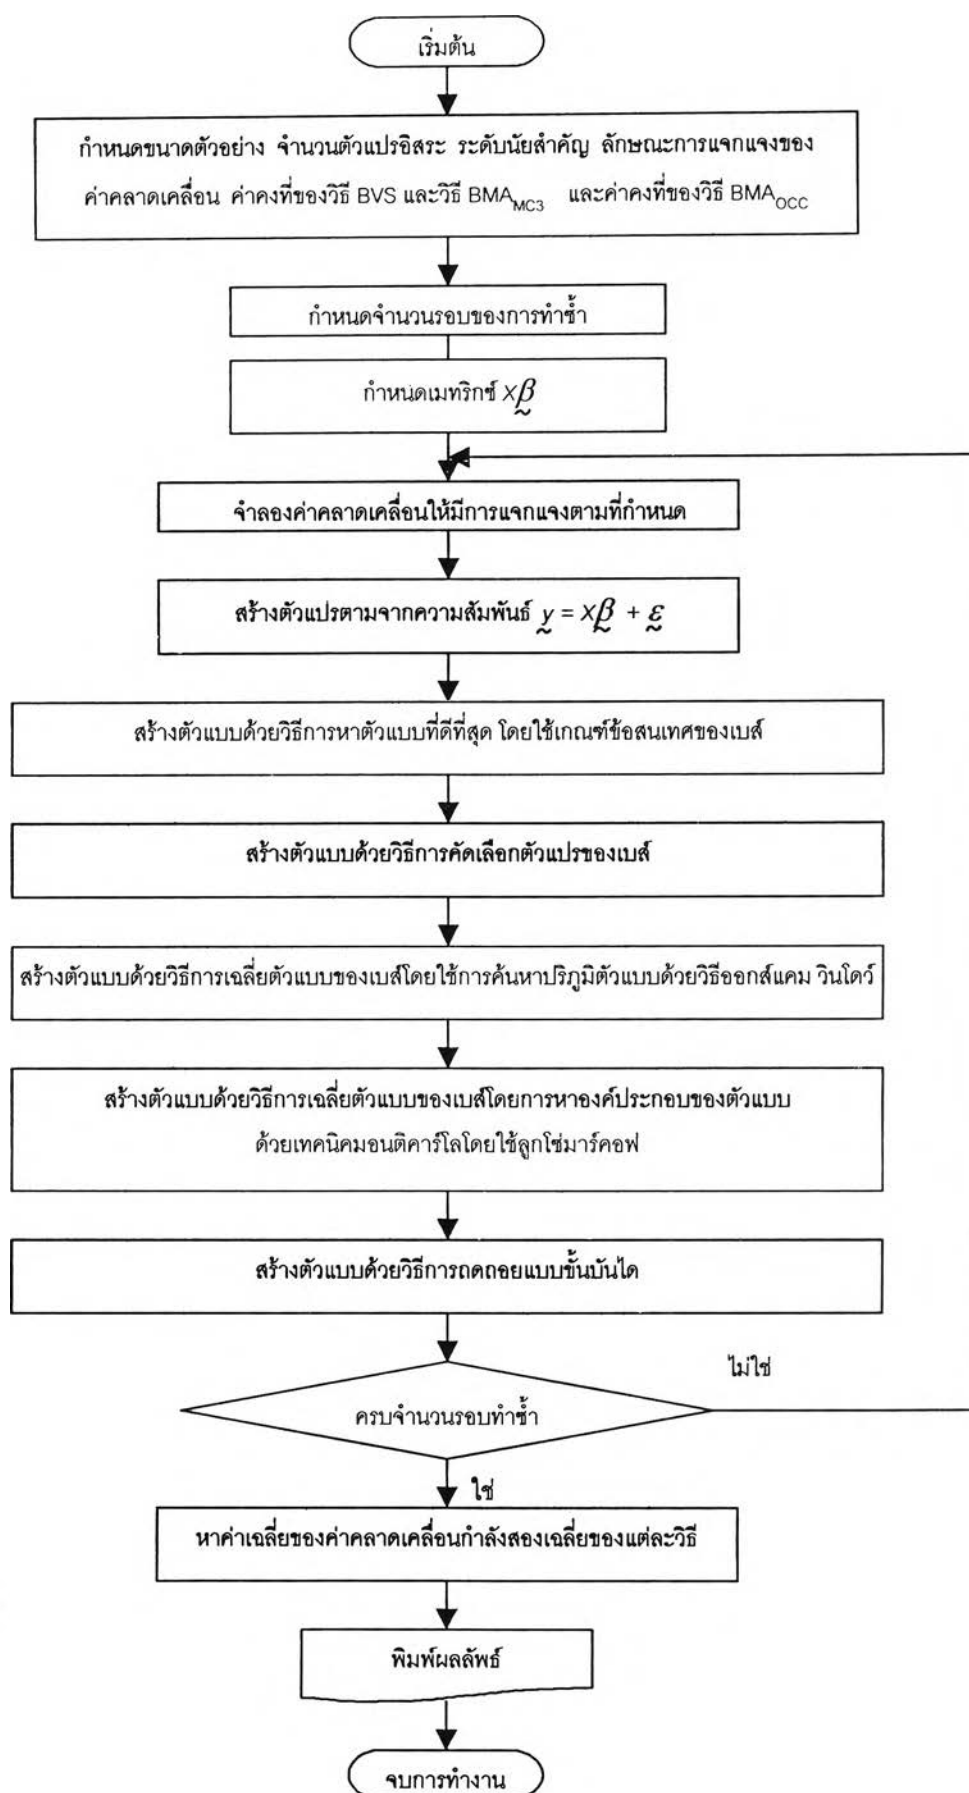 เริ่มต้น
กำหนดขนาดตัวอย่าง จำนวนตัวแปรอิสระ ระดับนัยสำคัญ ลักษณะการแจกแจงของ
ค่าคลาดเคลื่อน ค่าคงที่ของวิธี BVS และวิธี BMA_MC3 และค่าคงที่ของวิธี BMA_OCC
กำหนดจำนวนรอบของการทำซ้ำ
กำหนดเมทริกซ์ Xβ̰
จำลองค่าคลาดเคลื่อนให้มีการแจกแจงตามที่กำหนด
สร้างตัวแปรตามจากความสัมพันธ์ y̰ = Xβ̰ + ε̰
สร้างตัวแบบด้วยวิธีการหาตัวแบบที่ดีที่สุด โดยใช้เกณฑ์ข้อสนเทศของเบส์
สร้างตัวแบบด้วยวิธีการคัดเลือกตัวแปรของเบส์
สร้างตัวแบบด้วยวิธีการเฉลี่ยตัวแบบของเบส์โดยใช้การค้นหาปริภูมิตัวแบบด้วยวิธีออกส์แคม วินโดว์
สร้างตัวแบบด้วยวิธีการเฉลี่ยตัวแบบของเบส์โดยการหาองค์ประกอบของตัวแบบ
ด้วยเทคนิคมอนติคาร์โลโดยใช้ลูกโซ่มาร์คอฟ
สร้างตัวแบบด้วยวิธีการถดถอยแบบขั้นบันได
ไม่ใช่
ครบจำนวนรอบทำซ้ำ
ใช่
หาค่าเฉลี่ยของค่าคลาดเคลื่อนกำลังสองเฉลี่ยของแต่ละวิธี
พิมพ์ผลลัพธ์
จบการทำงาน